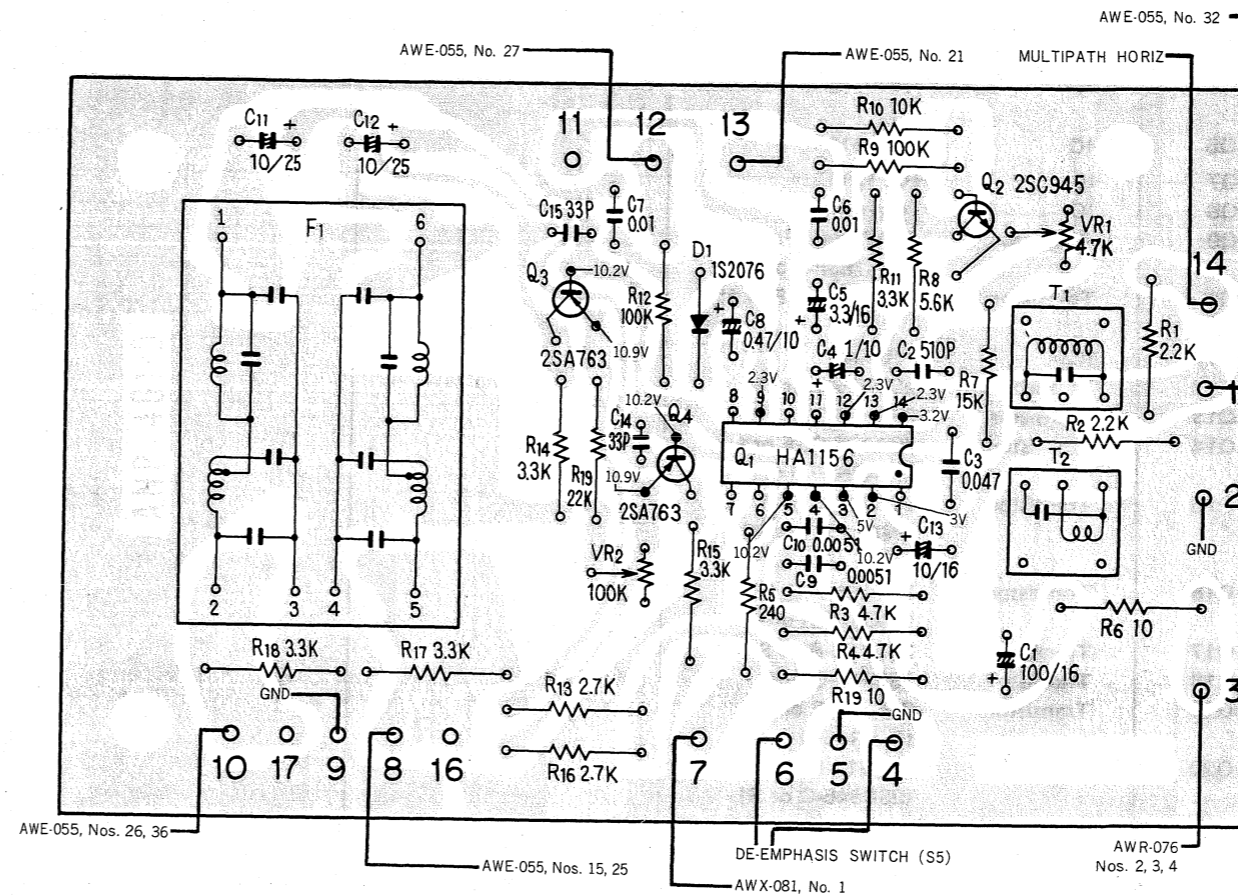 AWE-055, No. 32
AWE-055, No. 27
AWE-055, No. 21
MULTIPATH HORIZ
C11 +
10/25
C12 +
10/25
11
12
13
R10 10K
R9 100K
Q2 2SC945
VR1
4.7K
14
1
F1
6
C15 33P
C7
0.01
C6
0.01
D1
1S2076
Q3
10.2V
R12
100K
+
C8
0.47/10
C5
3.3/16
+
R11
3.3K
R8
5.6K
T1
R1
2.2K
2SA763
10.9V
C4 1/10
+
C2 510P
R7
15K
1
2.3V
2.3V
2.3V
3.2V
8 9 10 11 12 13 14
R2 2.2K
10.2V
C14
33P
Q4
R14
3.3K
R19
22K
10.9V
2SA763
Q1 HA1156
C3
0.047
T2
7 6 5 4 3 2 1
2
GND
3V
5V
10.2V
10.2V
C10 0.0051
C9 0.0051
+ C13
10/16
VR2
100K
R15
3.3K
R5
240
R3 4.7K
R4 4.7K
R19 10
R6 10
2 3 4 5
R18 3.3K
R17 3.3K
C1
100/16
+
3
GND
R13 2.7K
R16 2.7K
GND
10 17 9 8 16
7 6 5 4
AWE-055, Nos. 26, 36
AWE-055, Nos. 15, 25
AWX-081, No. 1
DE-EMPHASIS SWITCH (S5)
AWR-076
Nos. 2, 3, 4